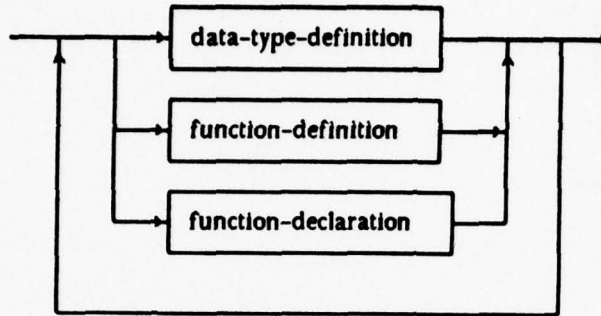 data-type-definition
function-definition
function-declaration